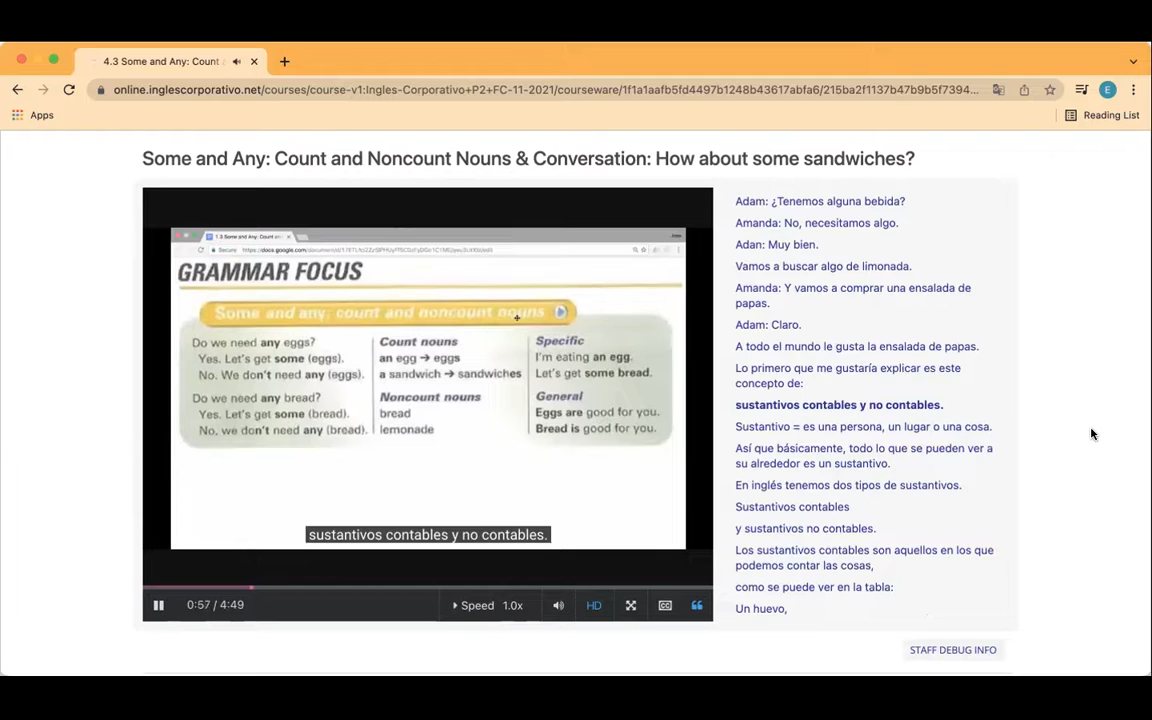 4.3 Some and Any: Count
online.inglescorporativo.net/courses/course-v1:Ingles-Corporativo+P2+FC-11-2021/courseware/1f1a1aafb5fd4497b1248b43617abfa6/215ba2f1137b47b9b5f7394...
E
Apps
Reading List
Some and Any: Count and Noncount Nouns & Conversation: How about some sandwiches?
GRAMMAR FOCUS
Some and any; count and noncount nouns
Do we need any eggs?
Yes. Let's get some (eggs).
No. We don't need any (eggs).
Do we need any bread?
Yes. Let's get some (bread).
No, we don't need any (bread).
Count nouns
an egg → eggs
a sandwich → sandwiches
Noncount nouns
bread
lemonade
Specific
I'm eating an egg.
Let's get some bread.
General
Eggs are good for you.
Bread is good for you.
sustantivos contables y no contables.
0:57 / 4:49
Speed 1.0x
HD
Adam: ¿Tenemos alguna bebida?
Amanda: No, necesitamos algo.
Adan: Muy bien.
Vamos a buscar algo de limonada.
Amanda: Y vamos a comprar una ensalada de
papas.
Adam: Claro.
A todo el mundo le gusta la ensalada de papas.
Lo primero que me gustaría explicar es este
concepto de:
sustantivos contables y no contables.
Sustantivo = es una persona, un lugar o una cosa.
Así que básicamente, todo lo que se pueden ver a
su alrededor es un sustantivo.
En inglés tenemos dos tipos de sustantivos.
Sustantivos contables
y sustantivos no contables.
Los sustantivos contables son aquellos en los que
podemos contar las cosas,
como se puede ver en la tabla:
Un huevo,
STAFF DEBUG INFO